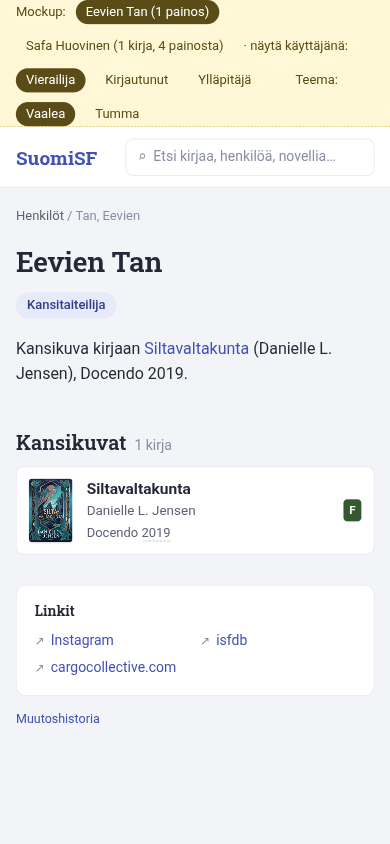 Mockup: Eevien Tan (1 painos)
Safa Huovinen (1 kirja, 4 painosta) · näytä käyttäjänä:
Vierailija Kirjautunut Ylläpitäjä Teema:
Vaalea Tumma
SuomiSF Etsi kirjaa, henkilöä, novellia…
Henkilöt / Tan, Eevien
Eevien Tan
Kansitaiteilija
Kansikuva kirjaan Siltavaltakunta (Danielle L.
Jensen), Docendo 2019.
Kansikuvat 1 kirja
Siltavaltakunta
Danielle L. Jensen
Docendo 2019
F
Linkit
↗ Instagram ↗ isfdb
↗ cargocollective.com
Muutoshistoria